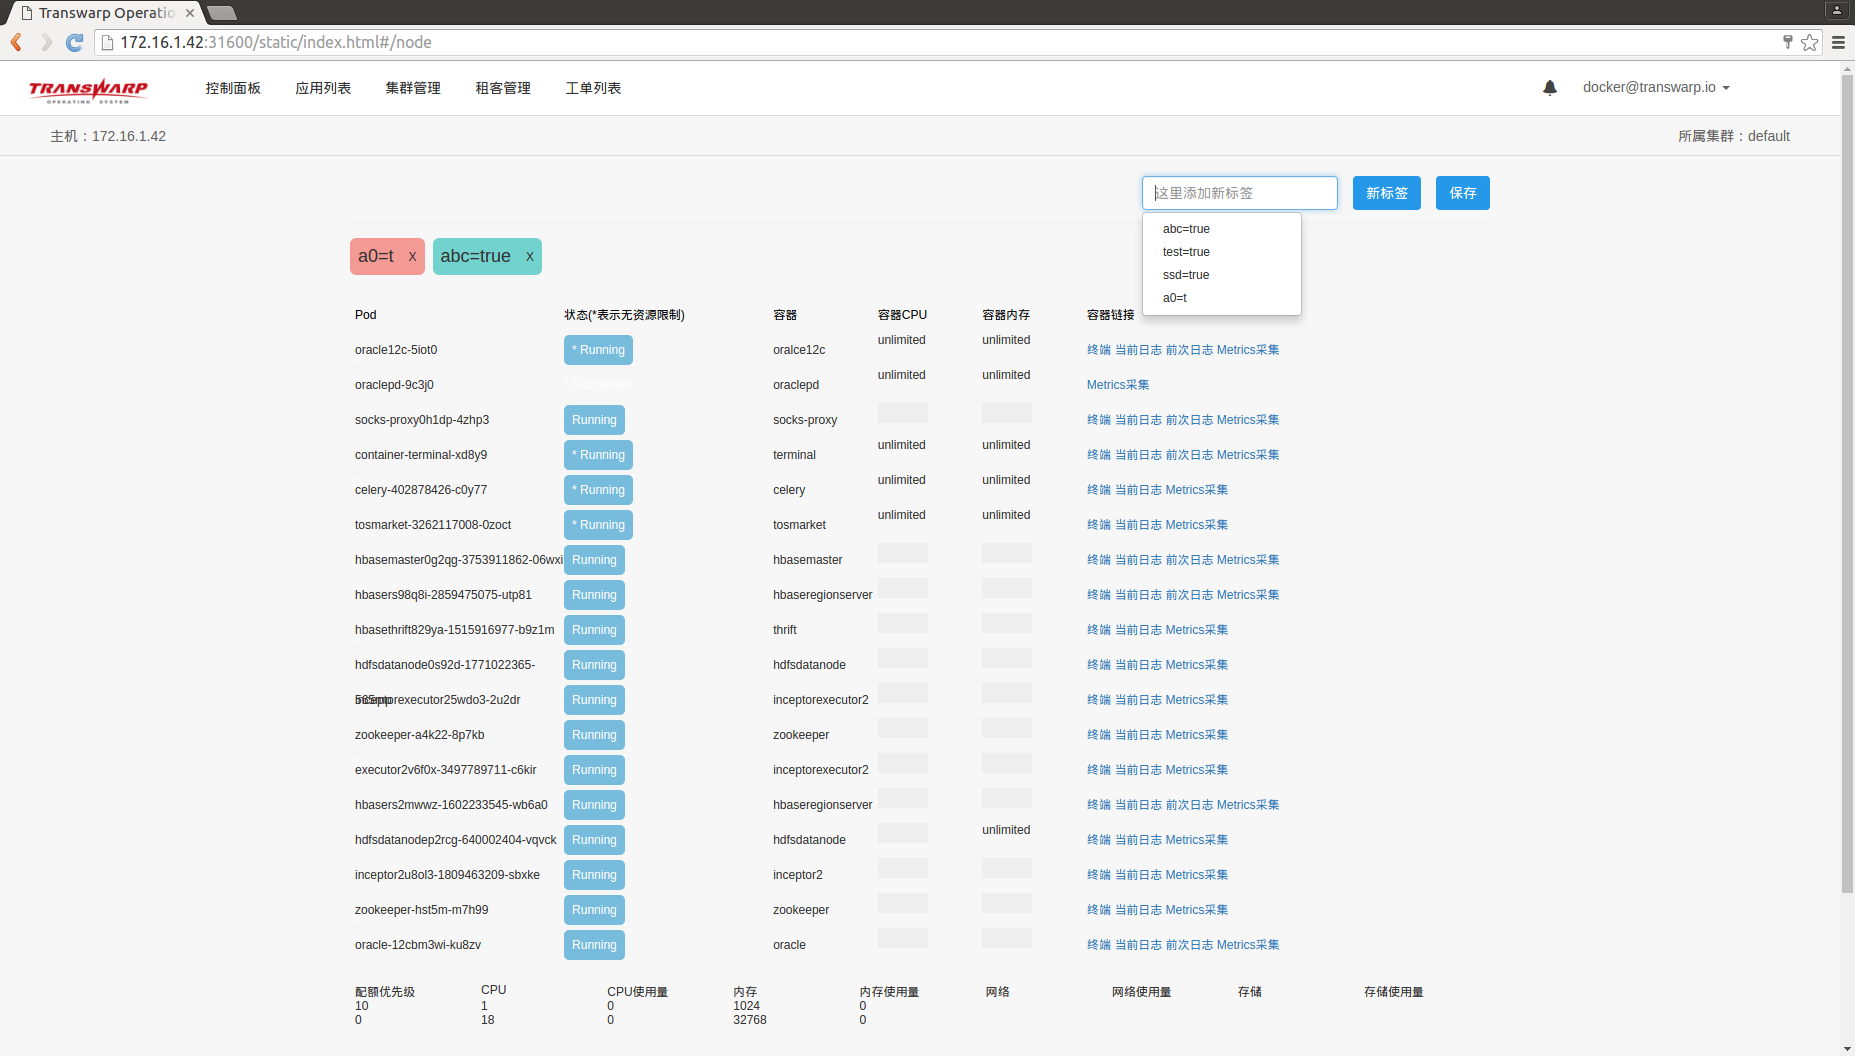 Transwarp Operatio
172.16.1.42:31600/static/index.html#/node
TRANSWARP
OPERATING SYSTEM
控制面板 应用列表 集群管理 租客管理 工单列表
docker@transwarp.io
主机：172.16.1.42
所属集群：default
这里添加新标签 新标签 保存
abc=true
test=true
ssd=true
a0=t
a0=t x abc=true x
Pod 状态(*表示无资源限制) 容器 容器CPU 容器内存 容器链接
oracle12c-5iot0 * Running oralce12c unlimited unlimited 终端 当前日志 前次日志 Metrics采集
oraclepd-9c3j0 * Succeeded oraclepd unlimited unlimited Metrics采集
socks-proxy0h1dp-4zhp3 Running socks-proxy 终端 当前日志 前次日志 Metrics采集
container-terminal-xd8y9 * Running terminal unlimited unlimited 终端 当前日志 前次日志 Metrics采集
celery-402878426-c0y77 * Running celery unlimited unlimited 终端 当前日志 Metrics采集
tosmarket-3262117008-0zoct * Running tosmarket unlimited unlimited 终端 当前日志 Metrics采集
hbasemaster0g2qg-3753911862-06wxi Running hbasemaster 终端 当前日志 前次日志 Metrics采集
hbasers98q8i-2859475075-utp81 Running hbaseregionserver 终端 当前日志 前次日志 Metrics采集
hbasethrift829ya-1515916977-b9z1m Running thrift 终端 当前日志 Metrics采集
hdfsdatanode0s92d-1771022365- Running hdfsdatanode 终端 当前日志 Metrics采集
inceptorexecutor25wdo3-2u2dr Running inceptorexecutor2 终端 当前日志 Metrics采集
zookeeper-a4k22-8p7kb Running zookeeper 终端 当前日志 Metrics采集
executor2v6f0x-3497789711-c6kir Running inceptorexecutor2 终端 当前日志 Metrics采集
hbasers2mwwz-1602233545-wb6a0 Running hbaseregionserver 终端 当前日志 前次日志 Metrics采集
hdfsdatanodep2rcg-640002404-vqvck Running hdfsdatanode unlimited 终端 当前日志 Metrics采集
inceptor2u8ol3-1809463209-sbxke Running inceptor2 终端 当前日志 Metrics采集
zookeeper-hst5m-m7h99 Running zookeeper 终端 当前日志 Metrics采集
oracle-12cbm3wi-ku8zv Running oracle 终端 当前日志 前次日志 Metrics采集
配额优先级 CPU CPU使用量 内存 内存使用量 网络 网络使用量 存储 存储使用量
10 1 0 1024 0
0 18 0 32768 0